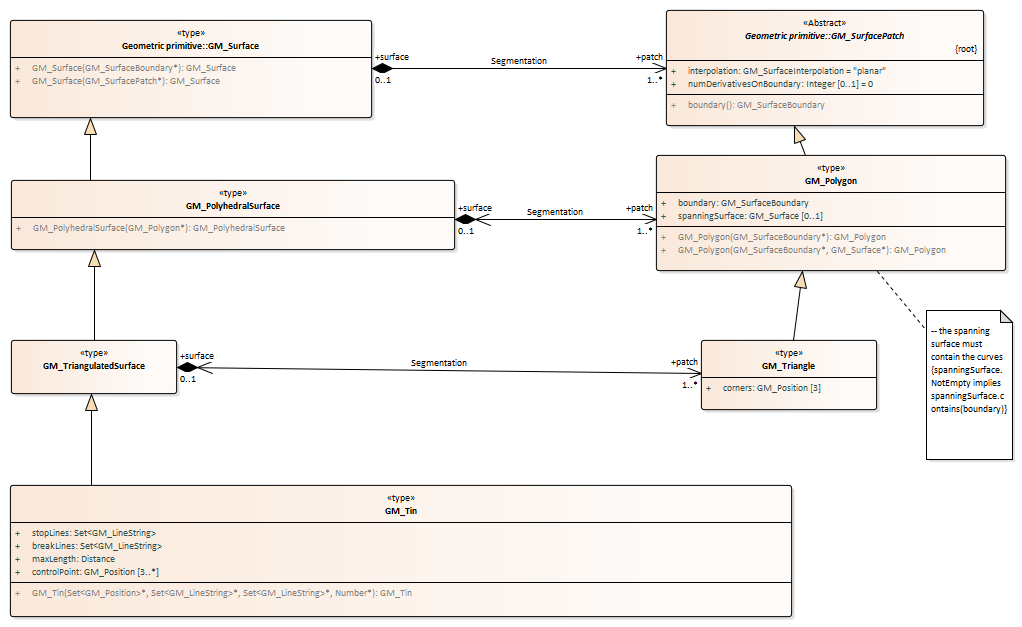 «type»
Geometric primitive::GM_Surface
+ GM_Surface(GM_SurfaceBoundary*): GM_Surface
+ GM_Surface(GM_SurfacePatch*): GM_Surface
+surface
0..1
Segmentation
+patch
1..*
«Abstract»
Geometric primitive::GM_SurfacePatch
{root}
+ interpolation: GM_SurfaceInterpolation = "planar"
+ numDerivativesOnBoundary: Integer [0..1] = 0
+ boundary(): GM_SurfaceBoundary
«type»
GM_PolyhedralSurface
+ GM_PolyhedralSurface(GM_Polygon*): GM_PolyhedralSurface
+surface
0..1
Segmentation
+patch
1..*
«type»
GM_Polygon
+ boundary: GM_SurfaceBoundary
+ spanningSurface: GM_Surface [0..1]
+ GM_Polygon(GM_SurfaceBoundary*): GM_Polygon
+ GM_Polygon(GM_SurfaceBoundary*, GM_Surface*): GM_Polygon
«type»
GM_TriangulatedSurface
+surface
0..1
Segmentation
+patch
1..*
«type»
GM_Triangle
+ corners: GM_Position [3]
-- the spanning
surface must
contain the curves
{spanningSurface.
NotEmpty implies
spanningSurface.c
ontains(boundary)}
«type»
GM_Tin
+ stopLines: Set<GM_LineString>
+ breakLines: Set<GM_LineString>
+ maxLength: Distance
+ controlPoint: GM_Position [3..*]
+ GM_Tin(Set<GM_Position>*, Set<GM_LineString>*, Set<GM_LineString>*, Number*): GM_Tin